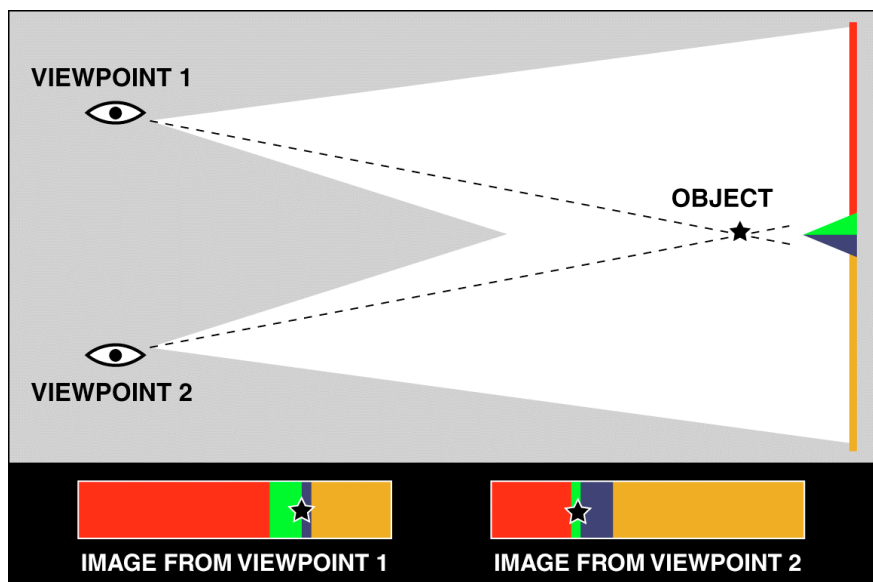 VIEWPOINT 1
OBJECT
VIEWPOINT 2
IMAGE FROM VIEWPOINT 1
IMAGE FROM VIEWPOINT 2